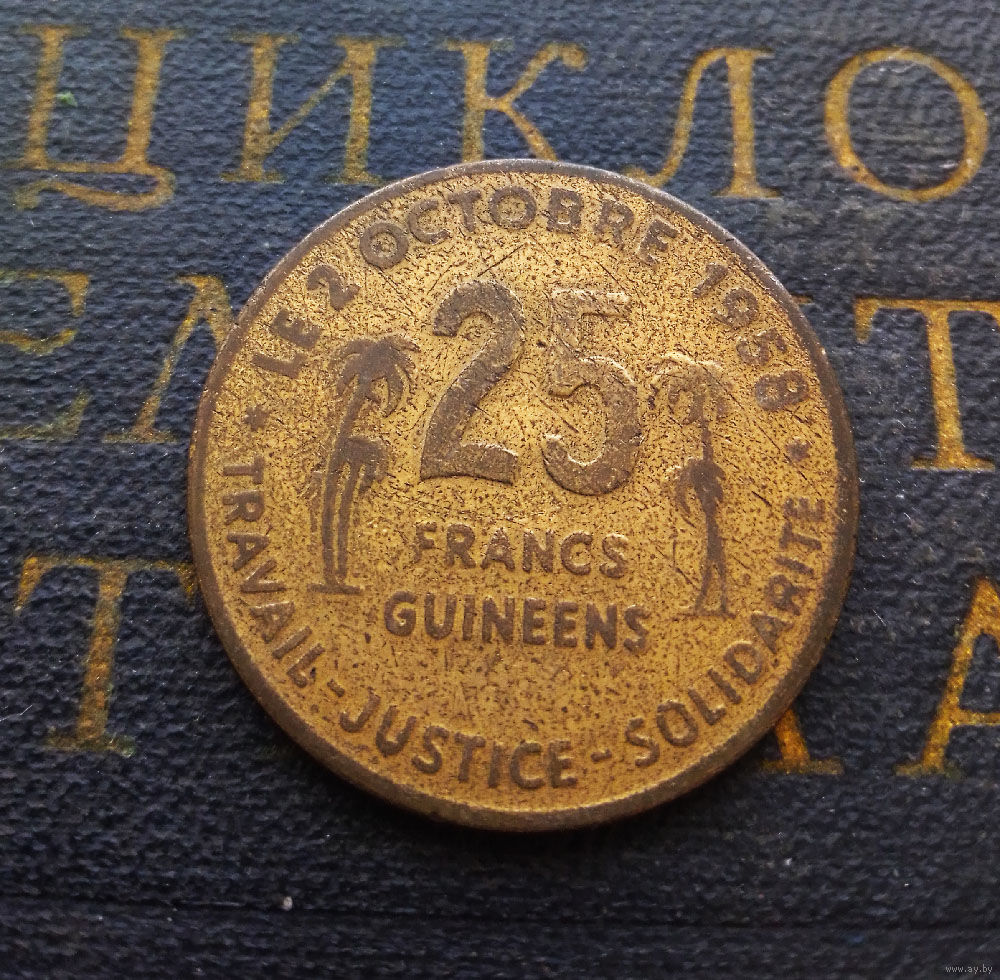 ЦИКЛО
LE 2 OCTOBRE 1958
25
FRANCS
GUINEENS
TRAVAIL - JUSTICE - SOLIDARITE
www.ay.by